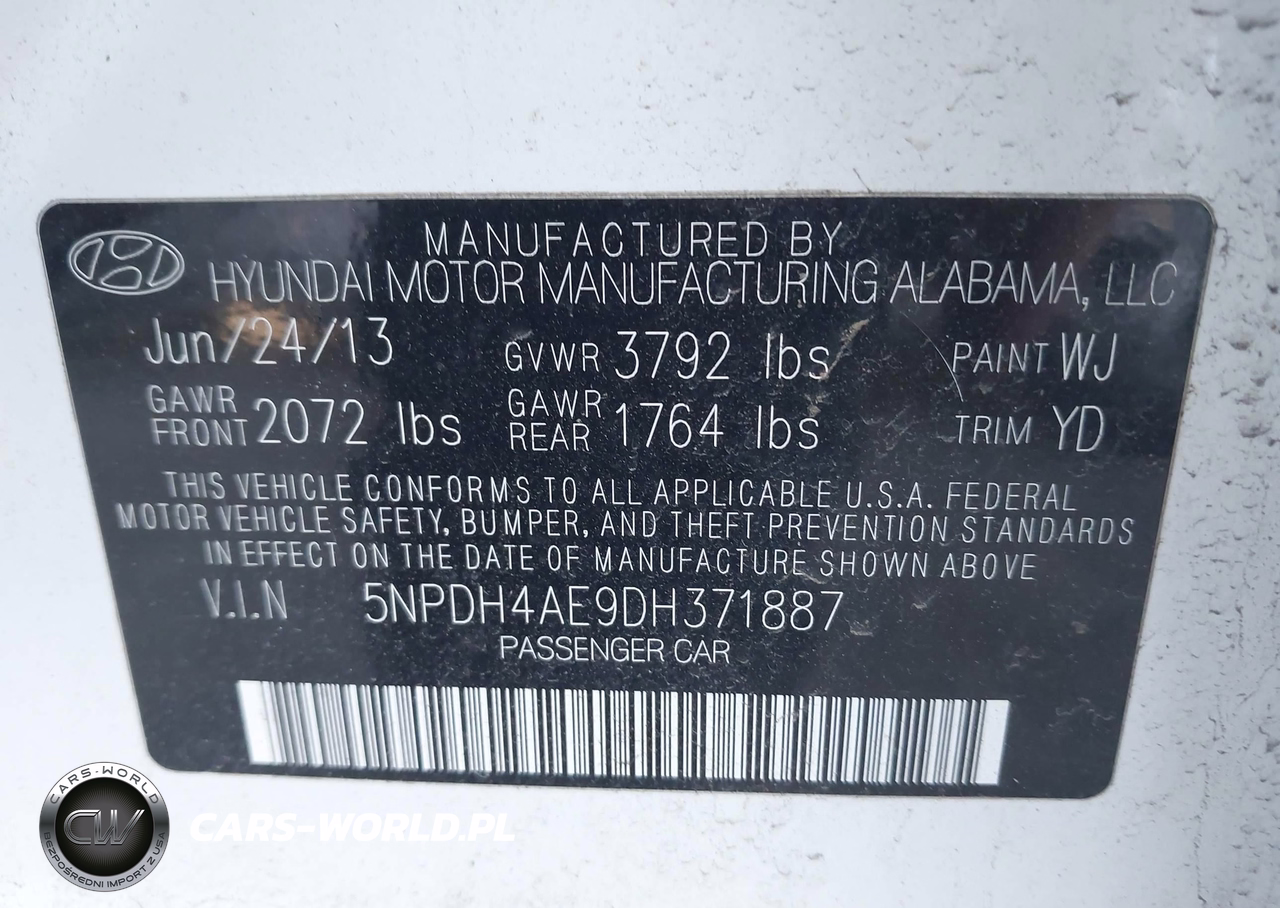 MANUFACTURED BY
HYUNDAI MOTOR MANUFACTURING ALABAMA, LLC
Jun/24/13 GVWR 3792 lbs PAINT WJ
GAWR FRONT 2072 lbs GAWR REAR 1764 lbs TRIM YD
THIS VEHICLE CONFORMS TO ALL APPLICABLE U.S.A. FEDERAL
MOTOR VEHICLE SAFETY, BUMPER, AND THEFT PREVENTION STANDARDS
IN EFFECT ON THE DATE OF MANUFACTURE SHOWN ABOVE
V.I.N 5NPDH4AE9DH371887
PASSENGER CAR
CARS-WORLD
CW
BEZPOŚREDNI IMPORT Z USA
CARS-WORLD.PL